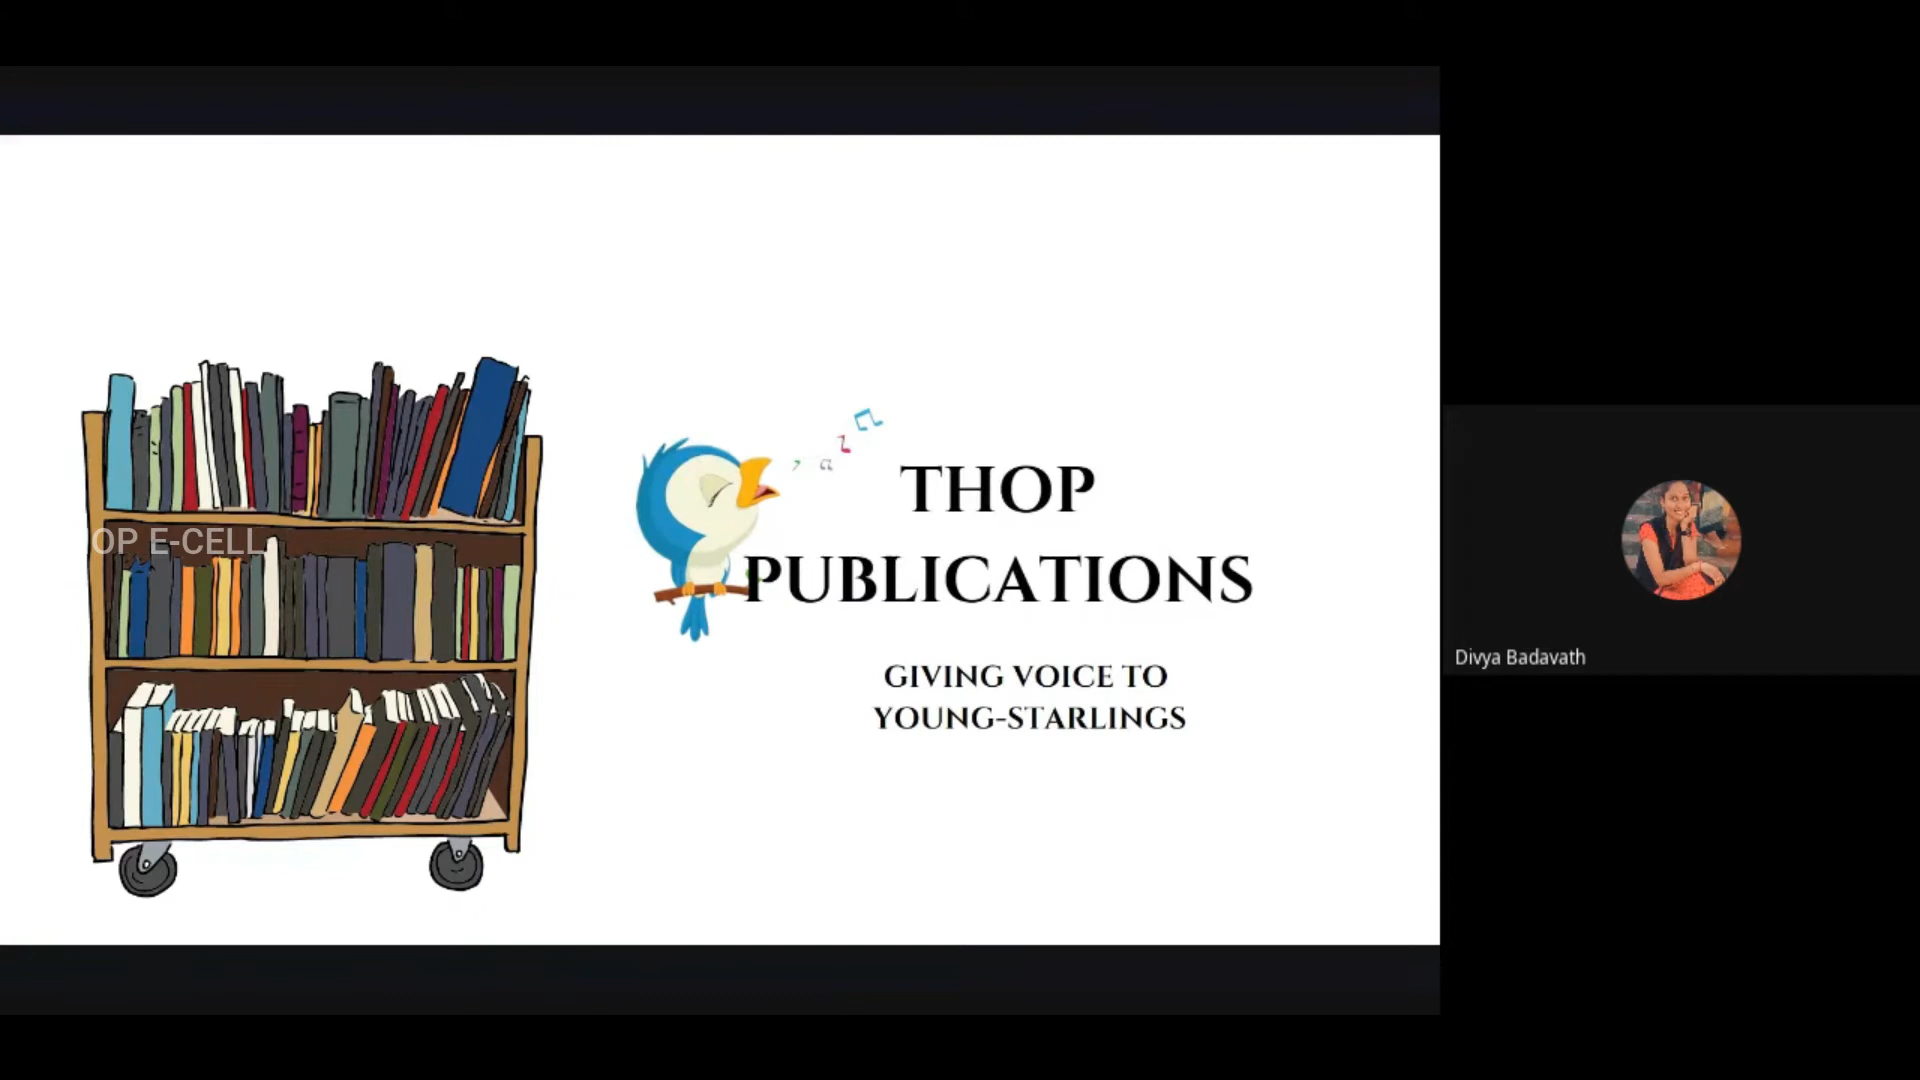 OP E-CELL
THOP
PUBLICATIONS
GIVING VOICE TO
YOUNG-STARLINGS
Divya Badavath